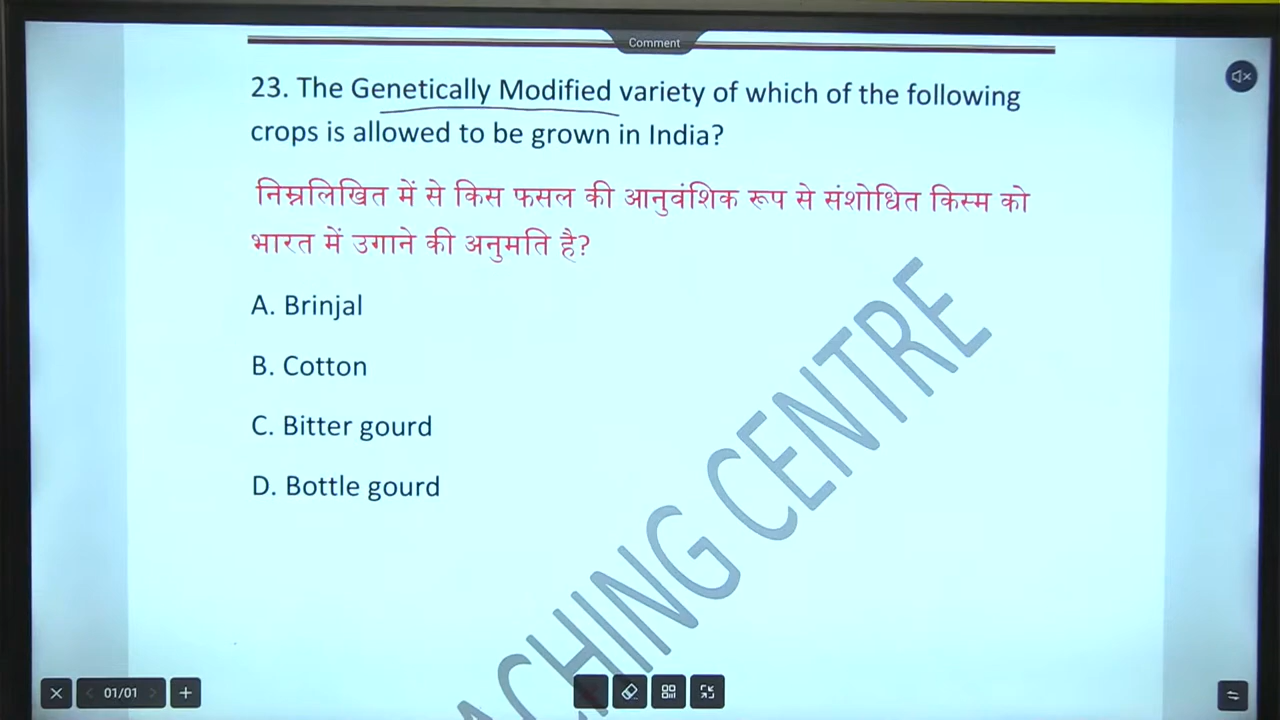 Comment
23. The Genetically Modified variety of which of the following
crops is allowed to be grown in India?
निम्नलिखित में से किस फसल की आनुवंशिक रूप से संशोधित किस्म को
भारत में उगाने की अनुमति है?
A. Brinjal
B. Cotton
C. Bitter gourd
D. Bottle gourd
ACHING CENTRE
01/01